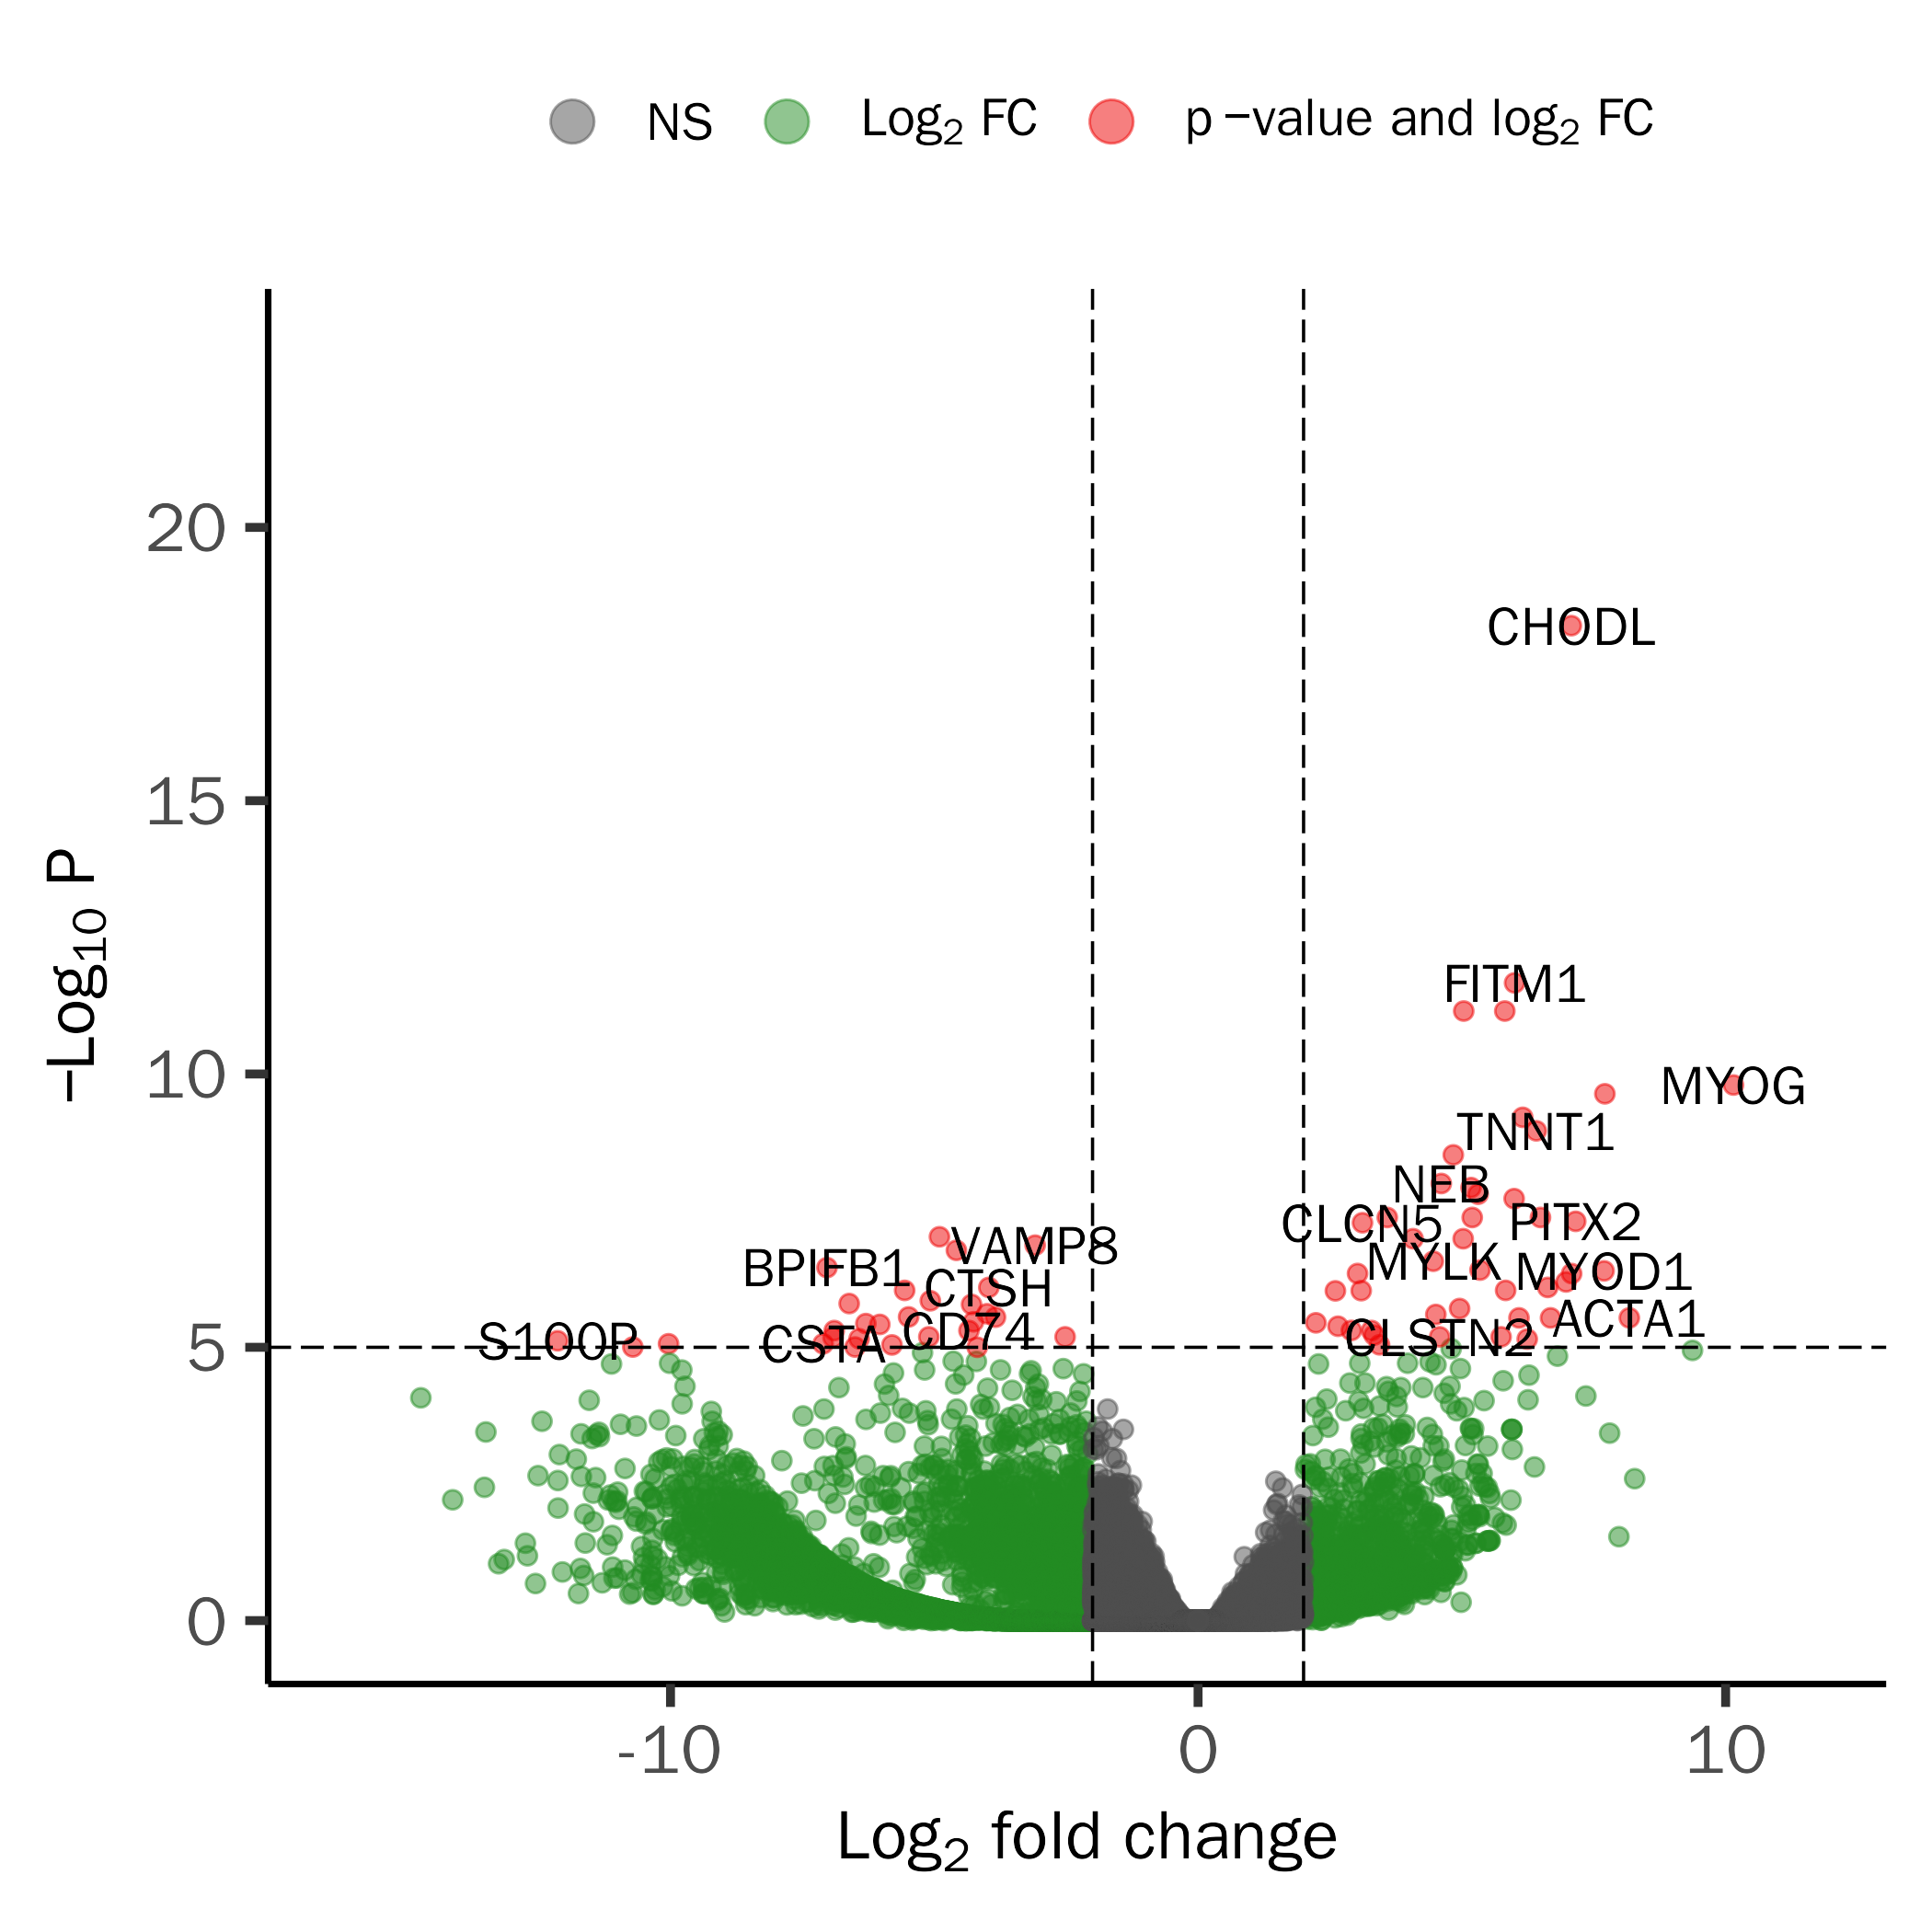 NS Log2 FC p −value and log2 FC
−Log10 P
20
15
10
5
0
CHODL
FITM1
MYOG
TNNT1
NEB
CLCN5 PITX2
VAMP8
BPIFB1 MYLK MYOD1
CTSH
ACTA1
S100P CSTA CD74 CLSTN2
-10 0 10
Log2 fold change